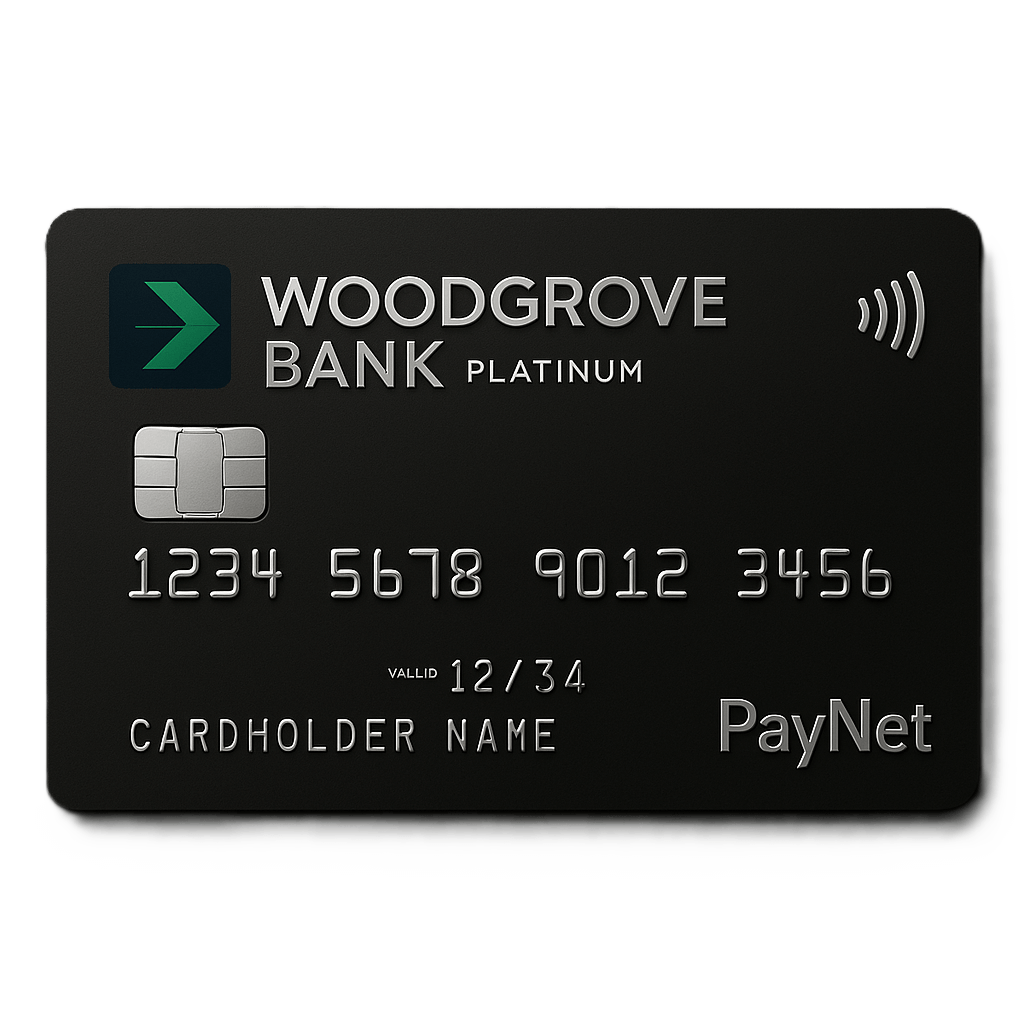 WOODGROVE
BANK PLATINUM
1234 5678 9012 3456
VALLID 12/34
CARDHOLDER NAME
PayNet